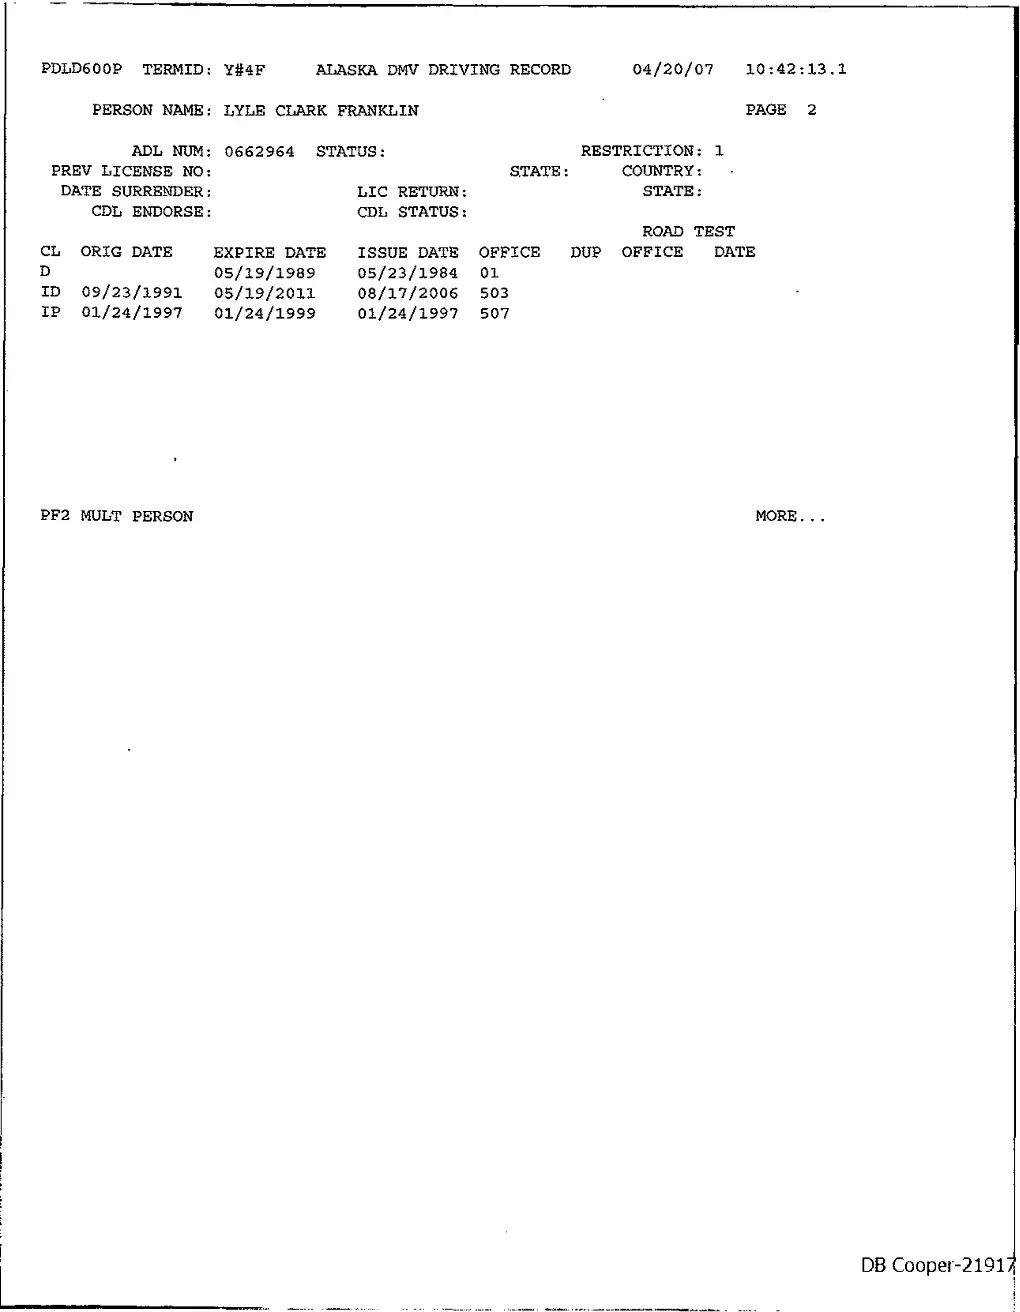 PDLD600P TERMID: Y#4F ALASKA DMV DRIVING RECORD 04/20/07 10:42:13.1
PERSON NAME: LYLE CLARK FRANKLIN PAGE 2
ADL NUM: 0662964 STATUS: RESTRICTION: 1
PREV LICENSE NO: STATE: COUNTRY:
DATE SURRENDER: LIC RETURN: STATE:
CDL ENDORSE: CDL STATUS:
ROAD TEST
CL ORIG DATE EXPIRE DATE ISSUE DATE OFFICE DUP OFFICE DATE
D 05/19/1989 05/23/1984 01
ID 09/23/1991 05/19/2011 08/17/2006 503
IP 01/24/1997 01/24/1999 01/24/1997 507
PF2 MULT PERSON MORE...
DB Cooper-21917